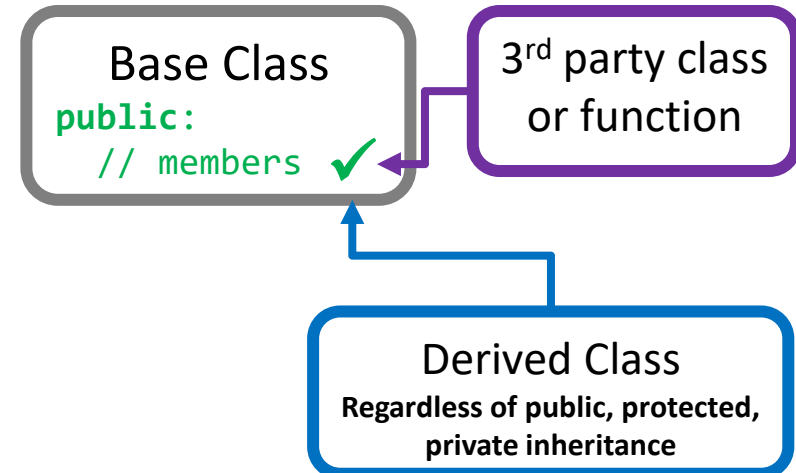 Base Class
public:
// members ✓
3rd party class
or function
Derived Class
Regardless of public, protected,
private inheritance